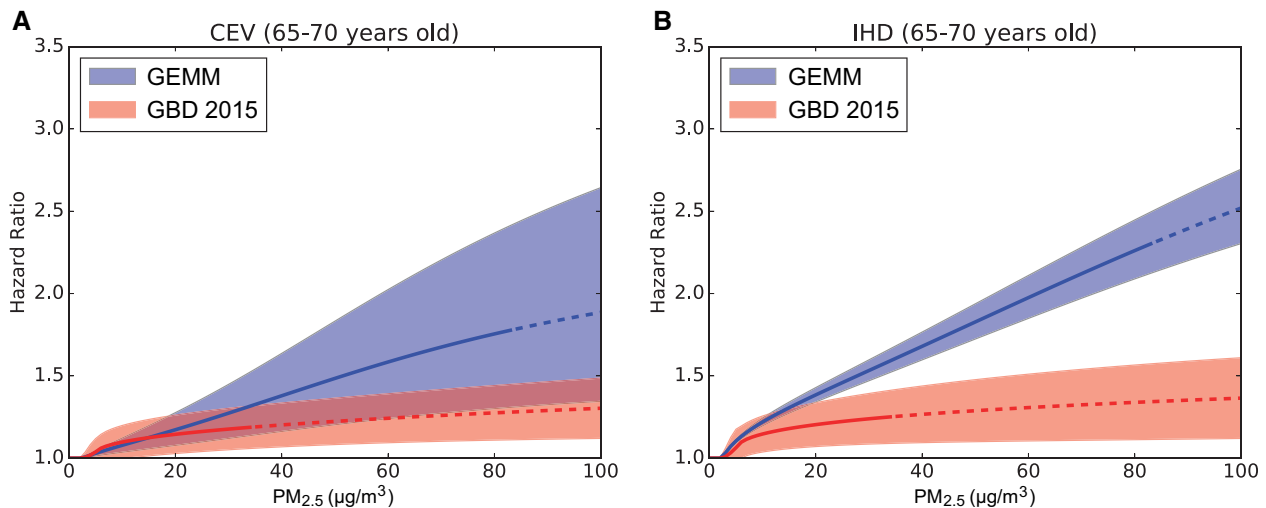 A
CEV (65-70 years old)
3.5
3.0
2.5
2.0
1.5
1.0
Hazard Ratio
GEMM
GBD 2015
0
20
40
60
80
100
PM2.5 (µg/m³)
B
IHD (65-70 years old)
3.5
3.0
2.5
2.0
1.5
1.0
Hazard Ratio
GEMM
GBD 2015
0
20
40
60
80
100
PM2.5 (µg/m³)